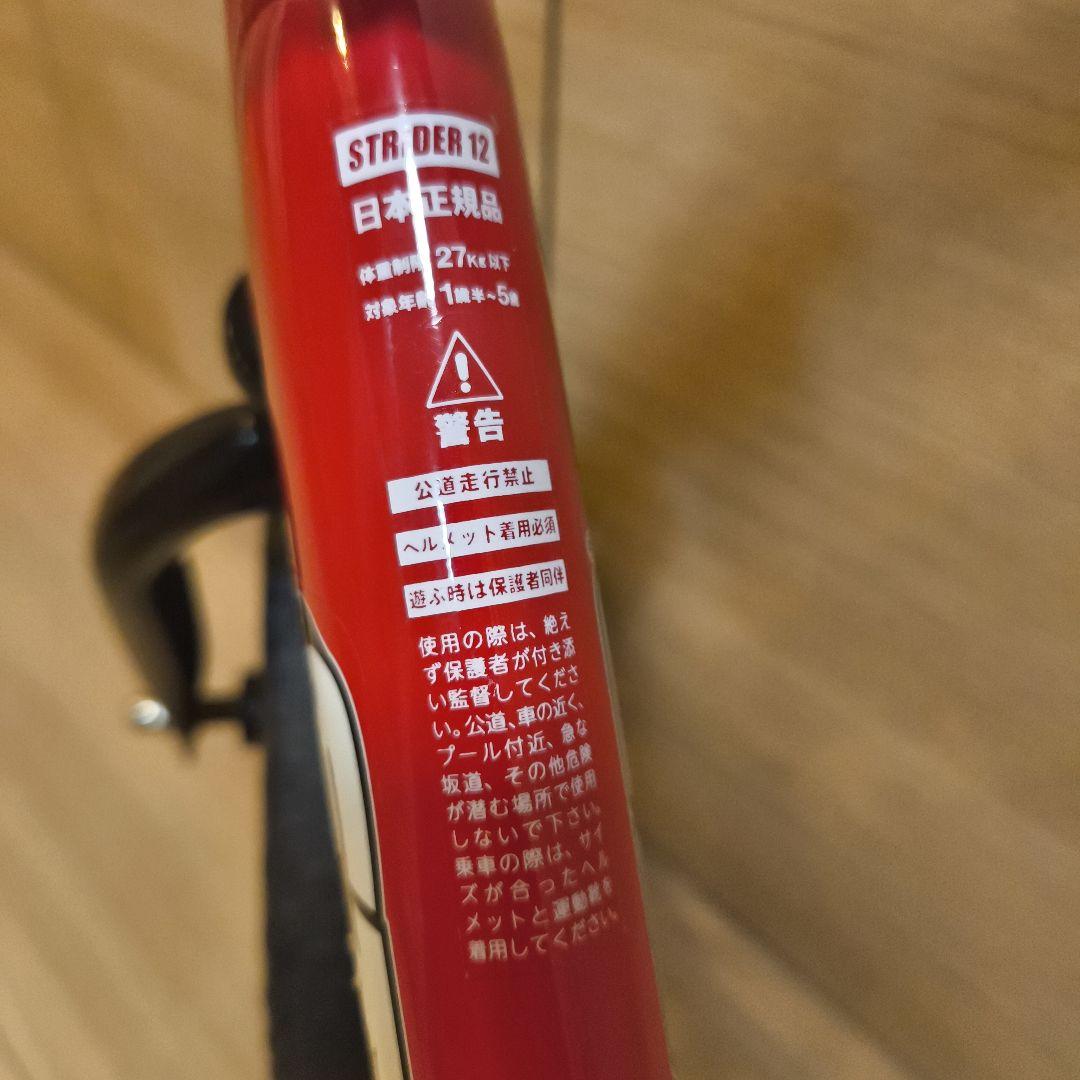 STRIDER 12
日本正規品
体重制限 27Kg以下
対象年齢 1歳半~5歳
警告
公道走行禁止
ヘルメット着用必須
遊ぶ時は保護者同伴
使用の際は、絶え
ず保護者が付き添
い監督してくださ
い。公道、車の近く、
プール付近、急な
坂道、その他危険
が潜む場所で使用
しないで下さい。
乗車の際は、サイ
ズが合ったヘル
メットと運動靴を
着用してください。